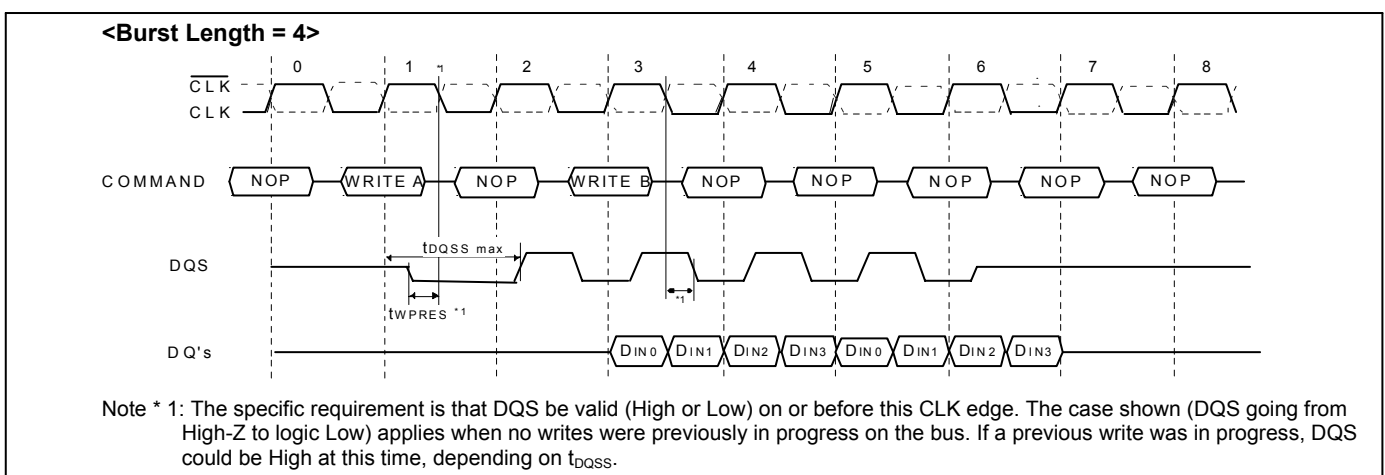 <Burst Length = 4>
0 1 *1 2 3 4 5 6 7 8
CLK
CLK
COMMAND NOP WRITE A NOP WRITE B NOP NOP NOP NOP NOP
tDQSS max
DQS
*1
tWPRES *1
DQ's DIN0 DIN1 DIN2 DIN3 DIN0 DIN1 DIN2 DIN3
Note * 1: The specific requirement is that DQS be valid (High or Low) on or before this CLK edge. The case shown (DQS going from
High-Z to logic Low) applies when no writes were previously in progress on the bus. If a previous write was in progress, DQS
could be High at this time, depending on tDQSS.